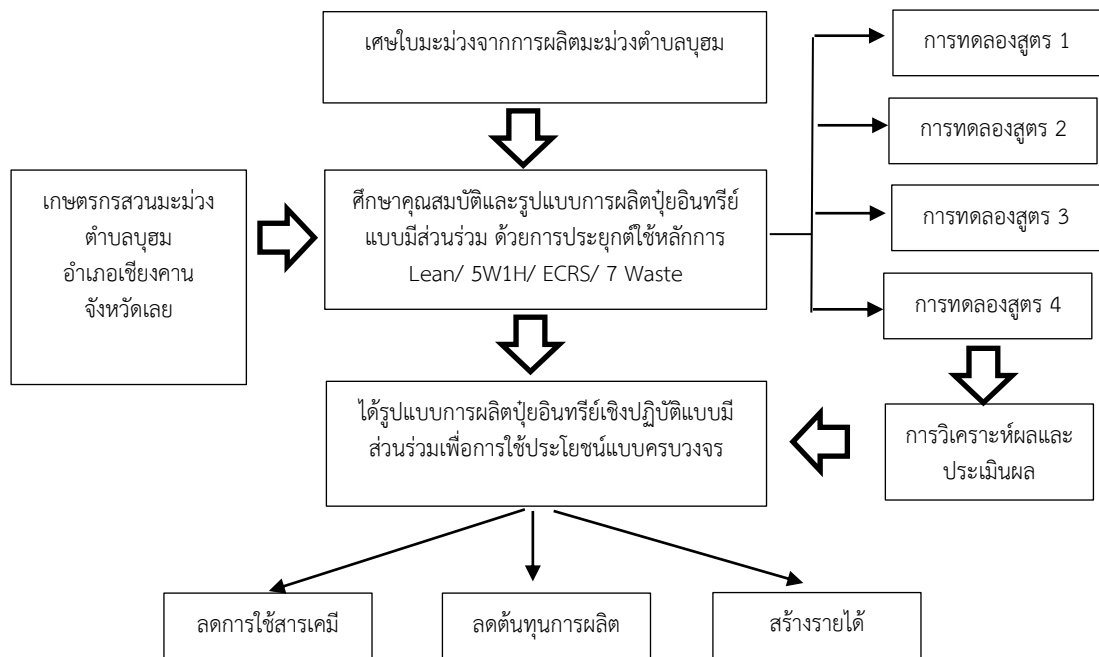 เศษใบมะม่วงจากการผลิตมะม่วงตำบลบุฮม
การทดลองสูตร 1
การทดลองสูตร 2
เกษตรกรสวนมะม่วง
ตำบลบุฮม
อำเภอเชียงคาน
จังหวัดเลย
ศึกษาคุณสมบัติและรูปแบบการผลิตปุ๋ยอินทรีย์
แบบมีส่วนร่วม ด้วยการประยุกต์ใช้หลักการ
Lean/ 5W1H/ ECRS/ 7 Waste
การทดลองสูตร 3
การทดลองสูตร 4
ได้รูปแบบการผลิตปุ๋ยอินทรีย์เชิงปฏิบัติแบบมี
ส่วนร่วมเพื่อการใช้ประโยชน์แบบครบวงจร
การวิเคราะห์ผลและ
ประเมินผล
ลดการใช้สารเคมี
ลดต้นทุนการผลิต
สร้างรายได้